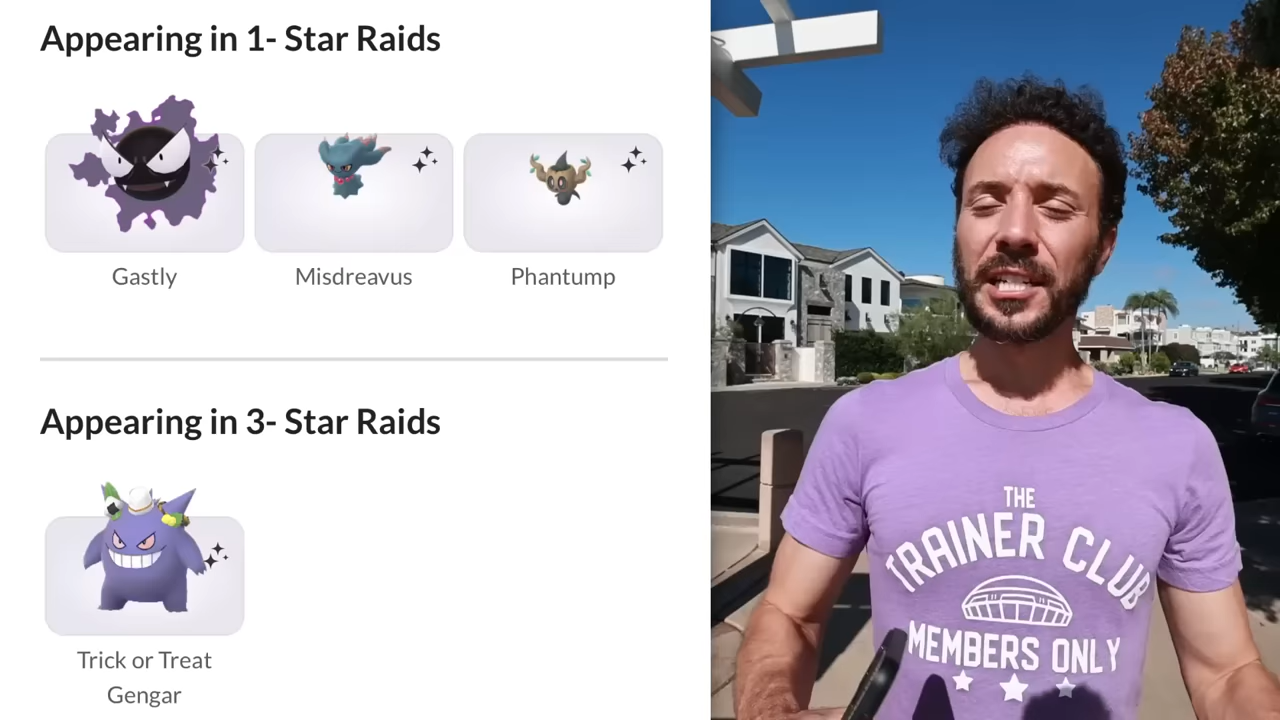 Appearing in 1- Star Raids
Gastly
Misdreavus
Phantump
Appearing in 3- Star Raids
Trick or Treat
Gengar
THE
TRAINER CLUB
MEMBERS ONLY